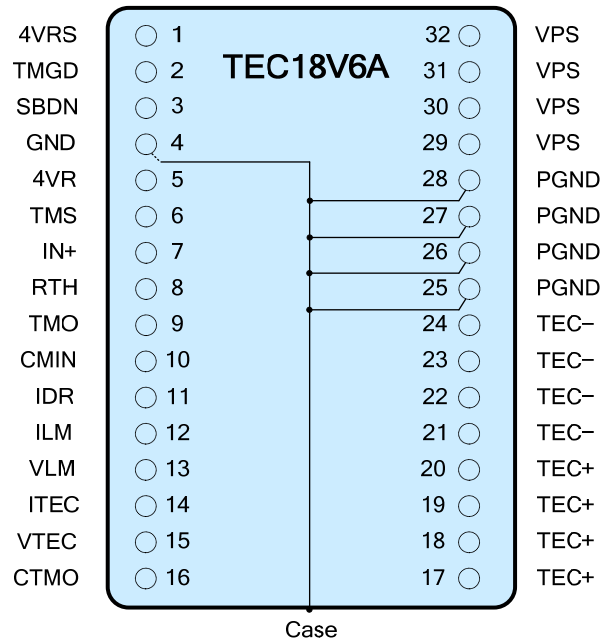 TEC18V6A
4VRS 1 32 VPS
TMGD 2 31 VPS
SBDN 3 30 VPS
GND 4 29 VPS
4VR 5 28 PGND
TMS 6 27 PGND
IN+ 7 26 PGND
RTH 8 25 PGND
TMO 9 24 TEC−
CMIN 10 23 TEC−
IDR 11 22 TEC−
ILM 12 21 TEC−
VLM 13 20 TEC+
ITEC 14 19 TEC+
VTEC 15 18 TEC+
CTMO 16 17 TEC+
Case